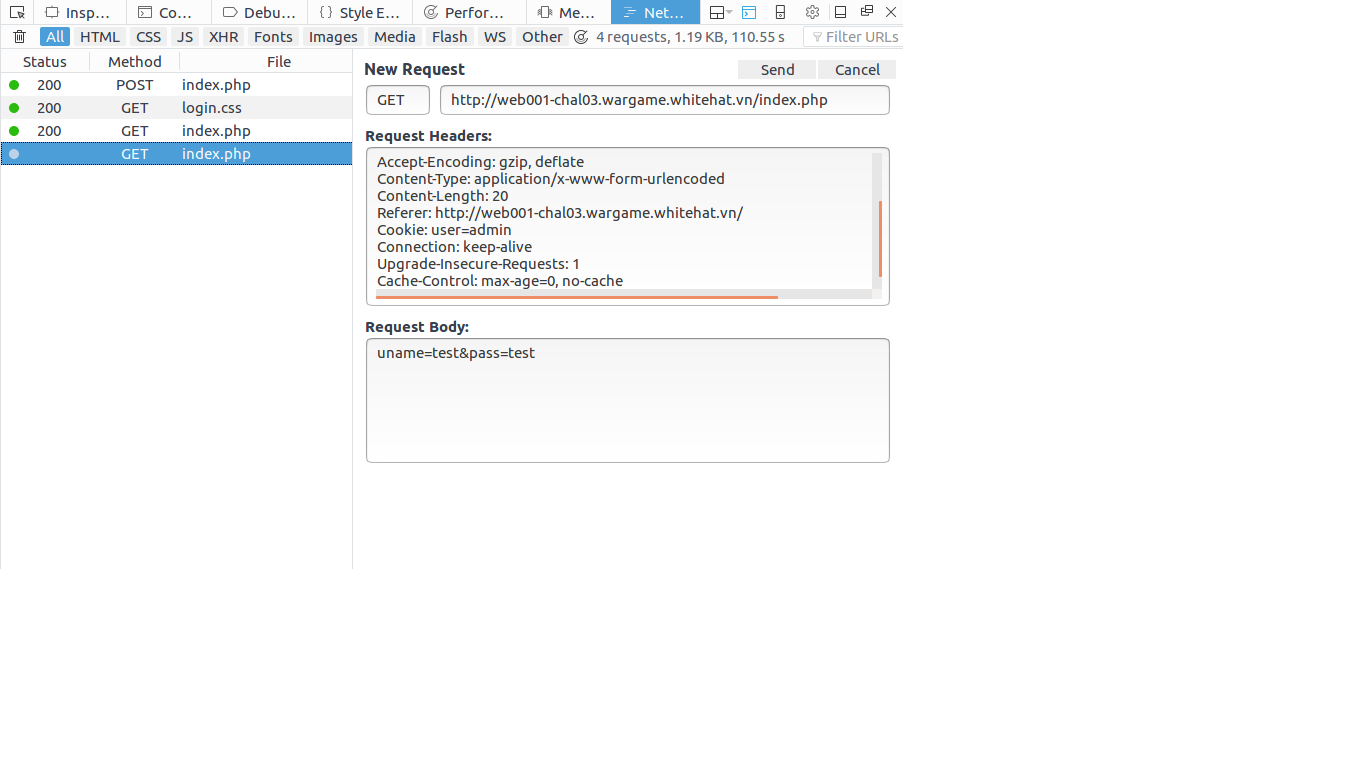 Insp... Co... Debu... { } Style E... Perfor... Me... Net...
All HTML CSS JS XHR Fonts Images Media Flash WS Other 4 requests, 1.19 KB, 110.55 s Filter URLs
Status Method File
200 POST index.php
200 GET login.css
200 GET index.php
GET index.php
New Request Send Cancel
GET http://web001-chal03.wargame.whitehat.vn/index.php
Request Headers:
Accept-Encoding: gzip, deflate
Content-Type: application/x-www-form-urlencoded
Content-Length: 20
Referer: http://web001-chal03.wargame.whitehat.vn/
Cookie: user=admin
Connection: keep-alive
Upgrade-Insecure-Requests: 1
Cache-Control: max-age=0, no-cache
Request Body:
uname=test&pass=test